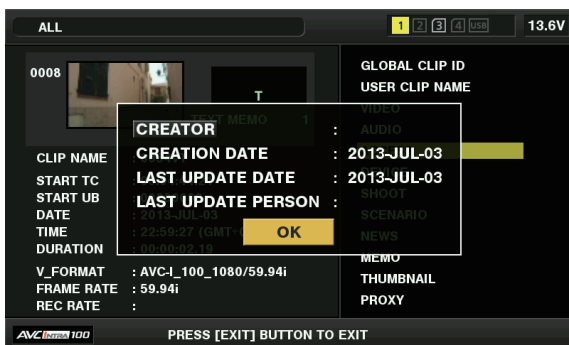 ALL
1 2 3 4 USB
13.6V
0008
T
TEXT MEMO 1
GLOBAL CLIP ID
USER CLIP NAME
VIDEO
AUDIO
SHOOT
SCENARIO
NEWS
MEMO
THUMBNAIL
PROXY
CREATOR :
CREATION DATE : 2013-JUL-03
LAST UPDATE DATE : 2013-JUL-03
LAST UPDATE PERSON :
OK
CLIP NAME
START TC
START UB
DATE : 2013-JUL-03
TIME : 22:59:27 (GMT+
DURATION : 00:00:02.19
V_FORMAT : AVC-I_100_1080/59.94i
FRAME RATE : 59.94i
REC RATE :
AVC INTRA 100
PRESS [EXIT] BUTTON TO EXIT